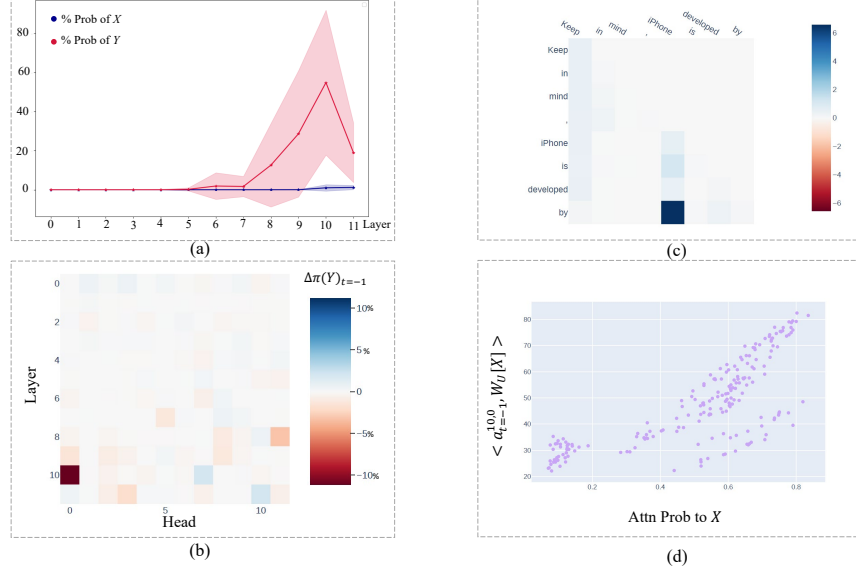 % Prob of X
% Prob of Y
80
60
40
20
0
0 1 2 3 4 5 6 7 8 9 10 11 Layer
(a)
Keep in mind , iPhone is developed by
Keep
in
mind
,
iPhone
is
developed
by
6
4
2
0
−2
−4
−6
(c)
Δπ(Y)t=−1
0
2
4
6
8
10
Layer
0 5 10
Head
10%
5%
0
−5%
−10%
(b)
< a^{10,0}_{t=−1}, W_U[X] >
80
70
60
50
40
30
20
0.2 0.4 0.6 0.8
Attn Prob to X
(d)